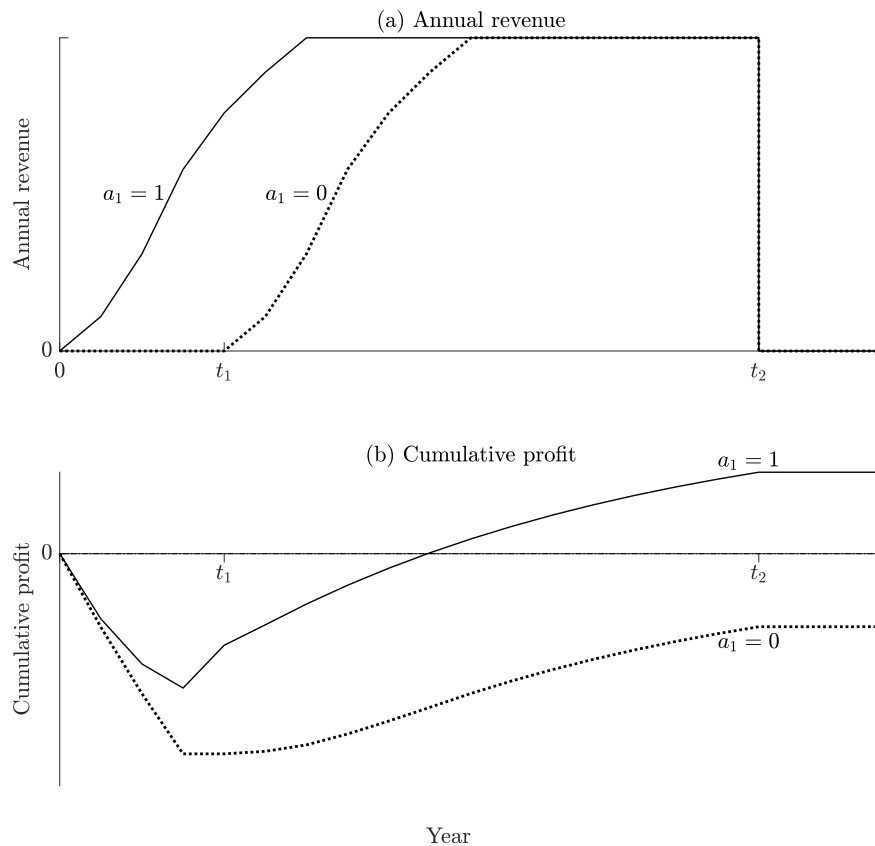 (a) Annual revenue
Annual revenue
a₁ = 1
a₁ = 0
0
0
t₁
t₂
(b) Cumulative profit
Cumulative profit
a₁ = 1
0
t₁
t₂
a₁ = 0
Year